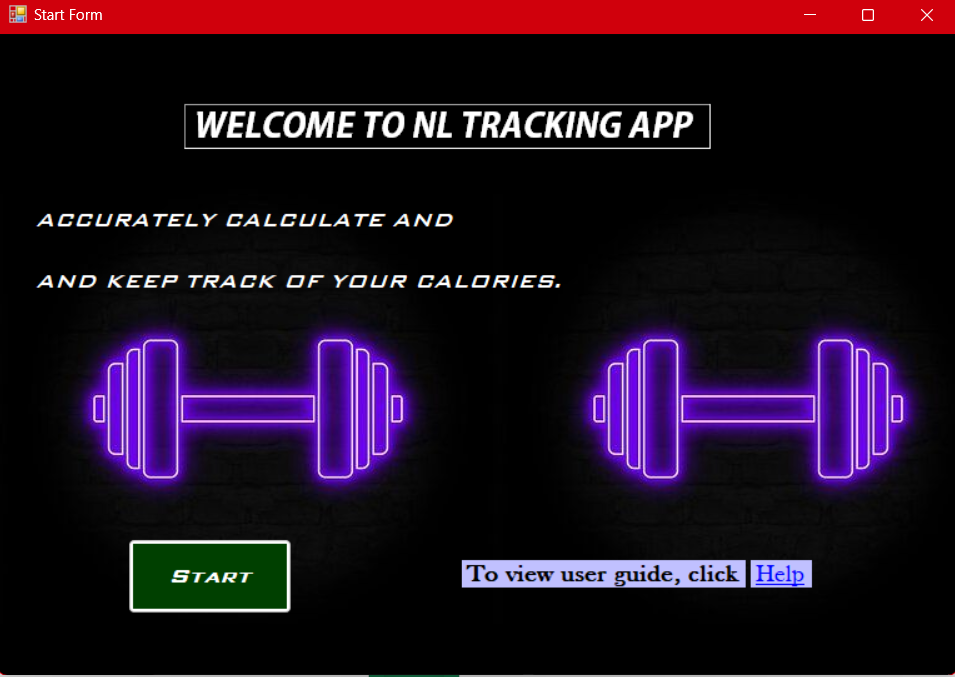 Start Form
WELCOME TO NL TRACKING APP
ACCURATELY CALCULATE AND
AND KEEP TRACK OF YOUR CALORIES.
START
To view user guide, click Help